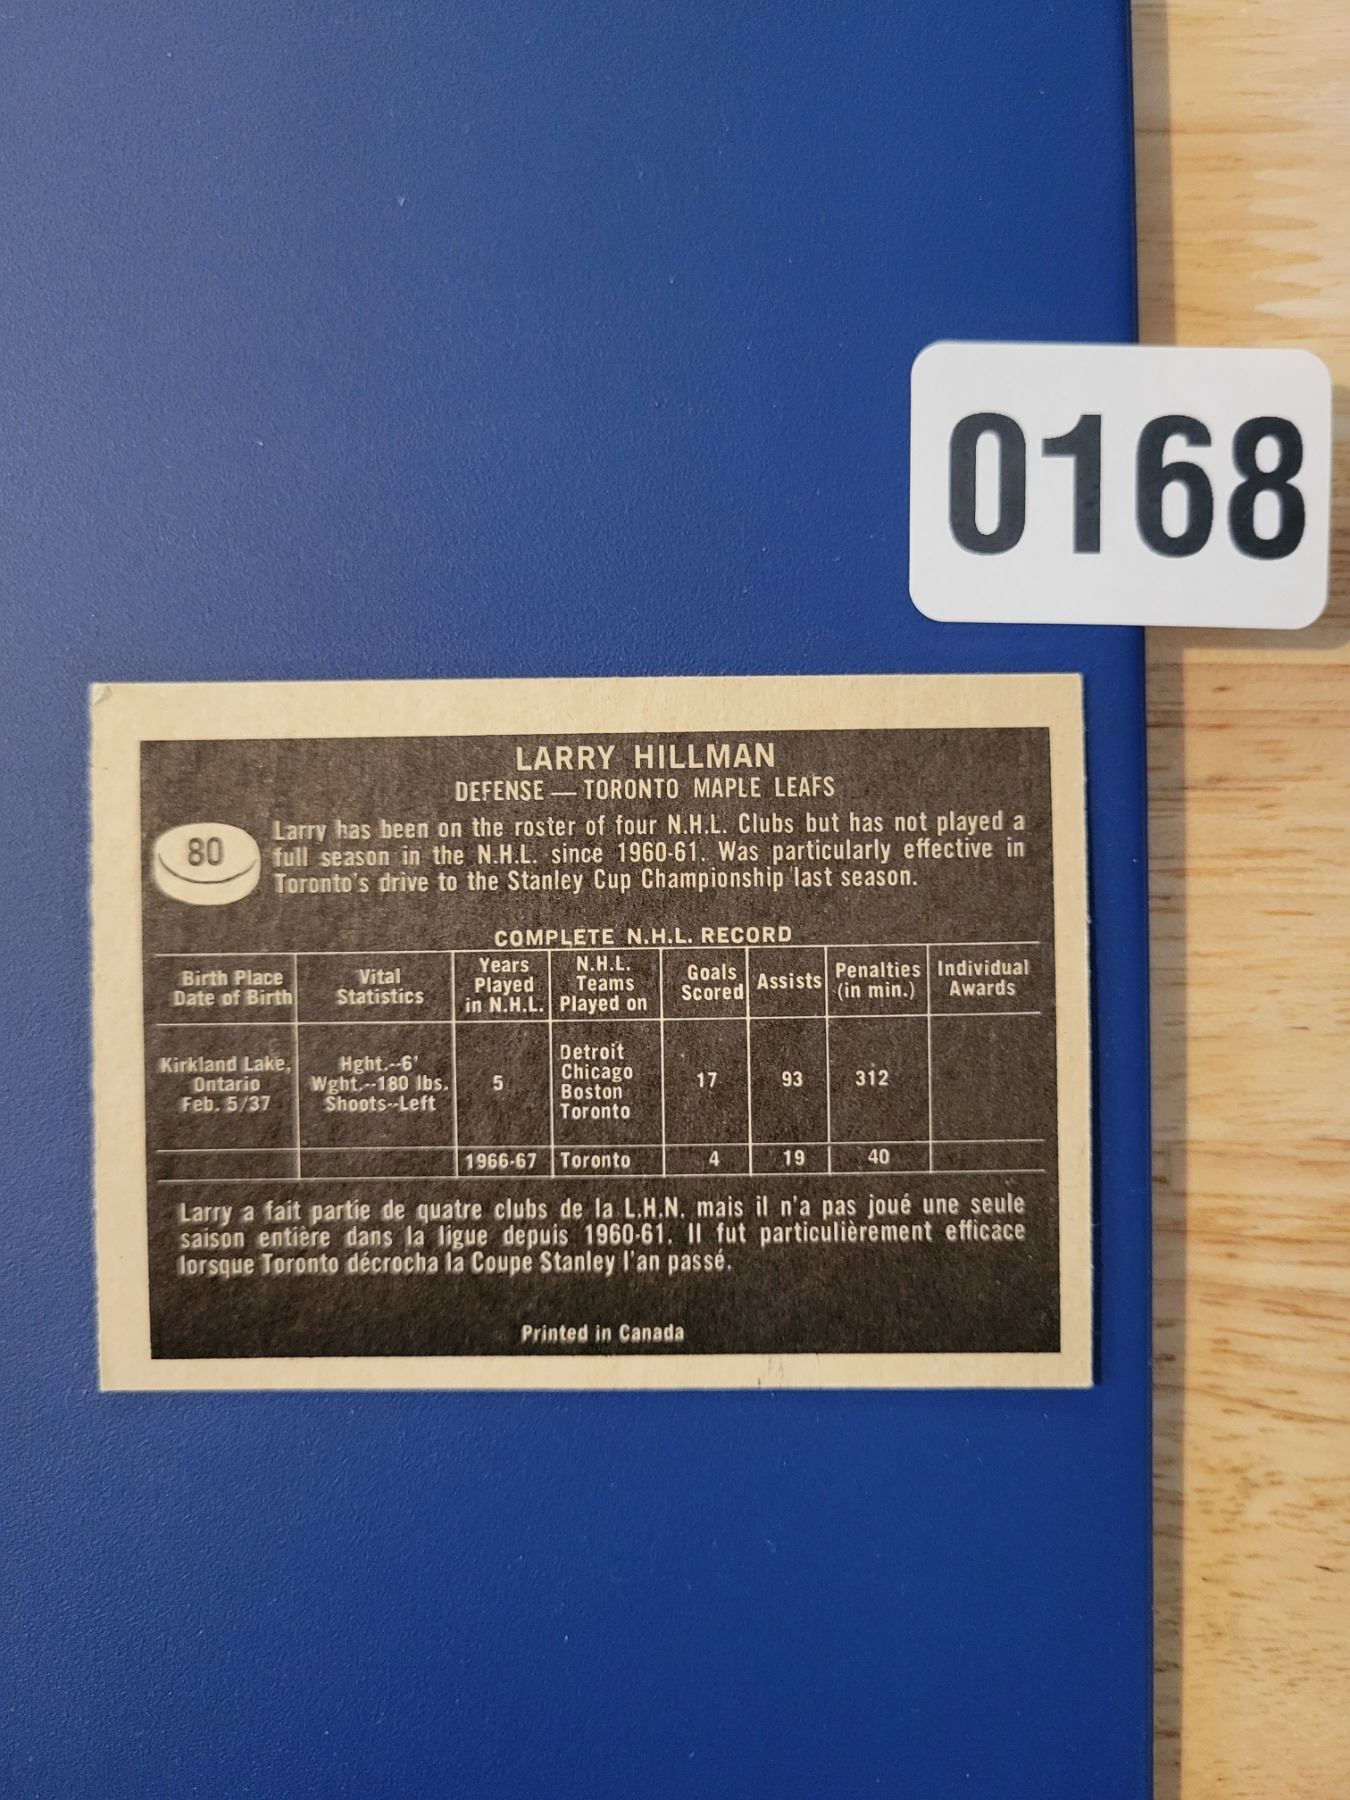 0168
LARRY HILLMAN
DEFENSE — TORONTO MAPLE LEAFS
80
Larry has been on the roster of four N.H.L. Clubs but has not played a
full season in the N.H.L. since 1960-61. Was particularly effective in
Toronto's drive to the Stanley Cup Championship last season.
COMPLETE N.H.L. RECORD
Birth Place
Date of Birth
Vital
Statistics
Years
Played
in N.H.L.
N.H.L.
Teams
Played on
Goals
Scored
Assists
Penalties
(in min.)
Individual
Awards
Kirkland Lake,
Ontario
Feb. 5/37
Hght.--6'
Wght.--180 lbs.
Shoots--Left
5
Detroit
Chicago
Boston
Toronto
17
93
312
1966-67
Toronto
4
19
40
Larry a fait partie de quatre clubs de la L.H.N. mais il n'a pas joué une seule
saison entière dans la ligue depuis 1960-61. Il fut particulièrement efficace
lorsque Toronto décrocha la Coupe Stanley l'an passé.
Printed in Canada